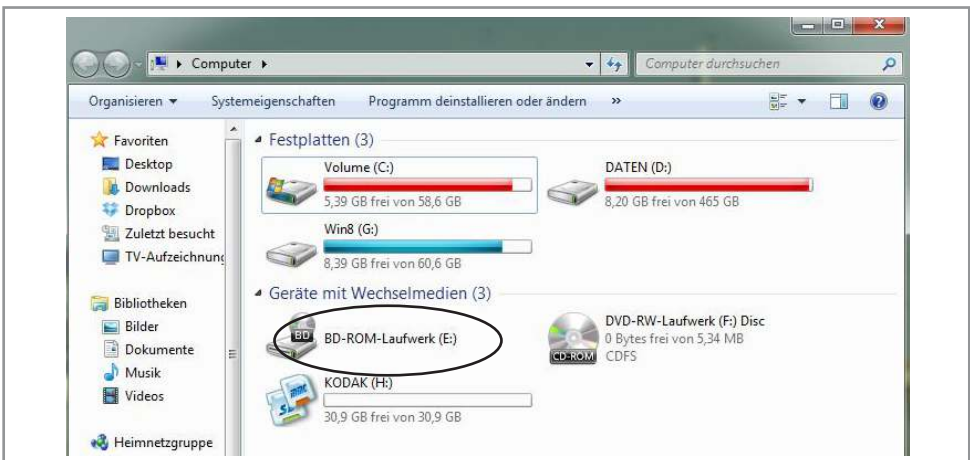 Computer
Computer durchsuchen
Organisieren
Systemeigenschaften
Programm deinstallieren oder ändern
»
Favoriten
Desktop
Downloads
Dropbox
Zuletzt besucht
TV-Aufzeichnung
Bibliotheken
Bilder
Dokumente
Musik
Videos
Heimnetzgruppe
Festplatten (3)
Volume (C:)
5,39 GB frei von 58,6 GB
DATEN (D:)
8,20 GB frei von 465 GB
Win8 (G:)
8,39 GB frei von 60,6 GB
Geräte mit Wechselmedien (3)
BD
BD-ROM-Laufwerk (E:)
CD-ROM
DVD-RW-Laufwerk (F:) Disc
0 Bytes frei von 5,34 MB
CDFS
KODAK (H:)
30,9 GB frei von 30,9 GB